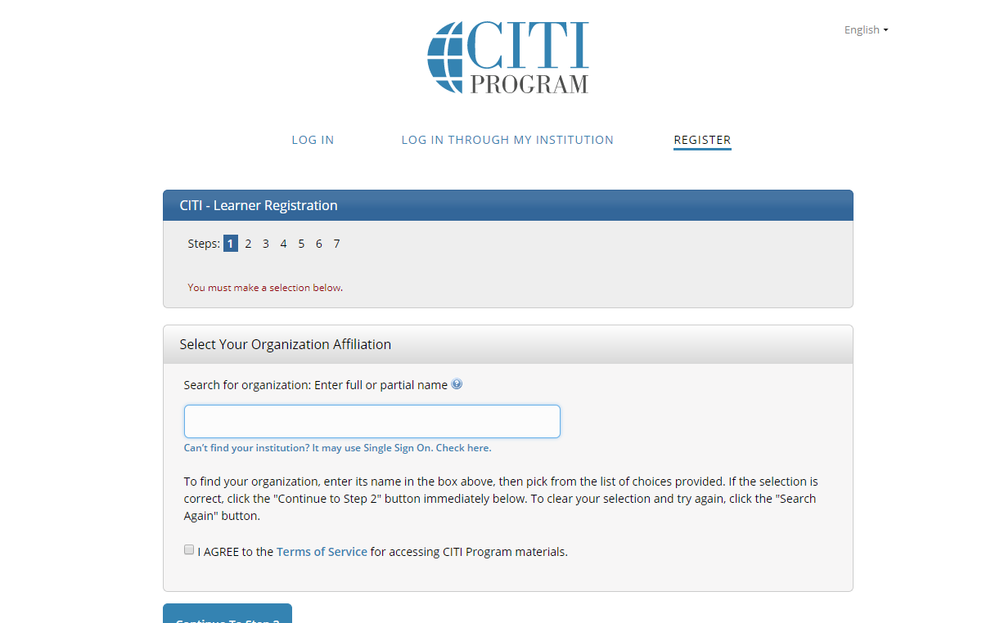 CITI
PROGRAM
English
LOG IN
LOG IN THROUGH MY INSTITUTION
REGISTER
CITI - Learner Registration
Steps: 1 2 3 4 5 6 7
You must make a selection below.
Select Your Organization Affiliation
Search for organization: Enter full or partial name
Can't find your institution? It may use Single Sign On. Check here.
To find your organization, enter its name in the box above, then pick from the list of choices provided. If the selection is
correct, click the "Continue to Step 2" button immediately below. To clear your selection and try again, click the "Search
Again" button.
I AGREE to the Terms of Service for accessing CITI Program materials.
Continue To Step 2